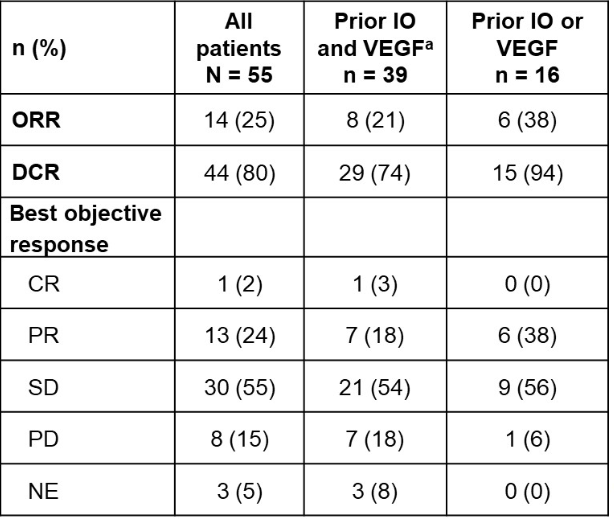 n (%)
All patients N = 55
Prior IO and VEGFᵃ n = 39
Prior IO or VEGF n = 16
ORR 14 (25) 8 (21) 6 (38)
DCR 44 (80) 29 (74) 15 (94)
Best objective response
CR 1 (2) 1 (3) 0 (0)
PR 13 (24) 7 (18) 6 (38)
SD 30 (55) 21 (54) 9 (56)
PD 8 (15) 7 (18) 1 (6)
NE 3 (5) 3 (8) 0 (0)